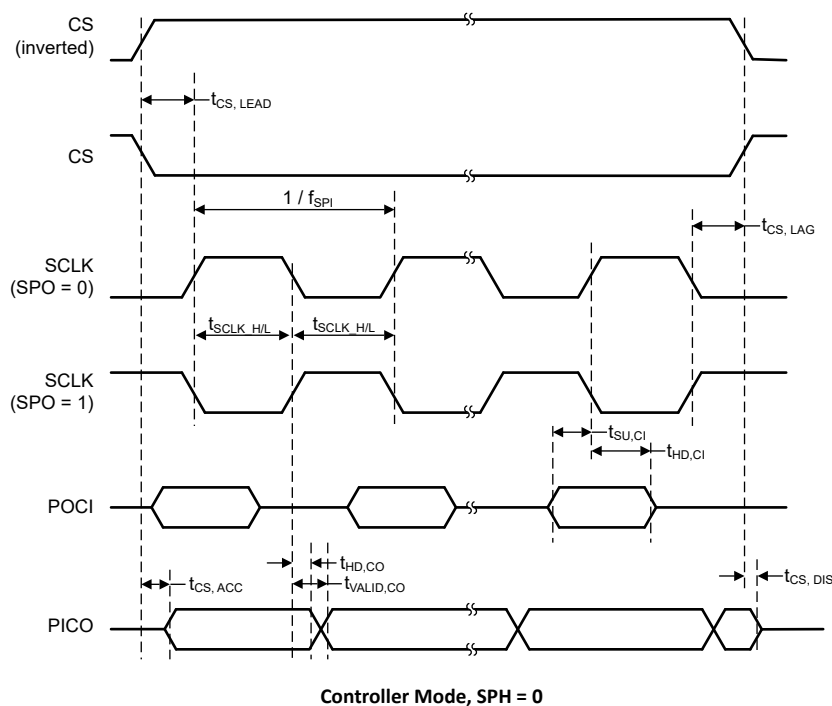 CS
(inverted)
tCS, LEAD
CS
1 / fSPI
tCS, LAG
SCLK
(SPO = 0)
tSCLK_H/L tSCLK_H/L
SCLK
(SPO = 1)
tSU,CI
tHD,CI
POCI
tHD,CO
tCS, ACC tVALID,CO tCS, DIS
PICO
Controller Mode, SPH = 0